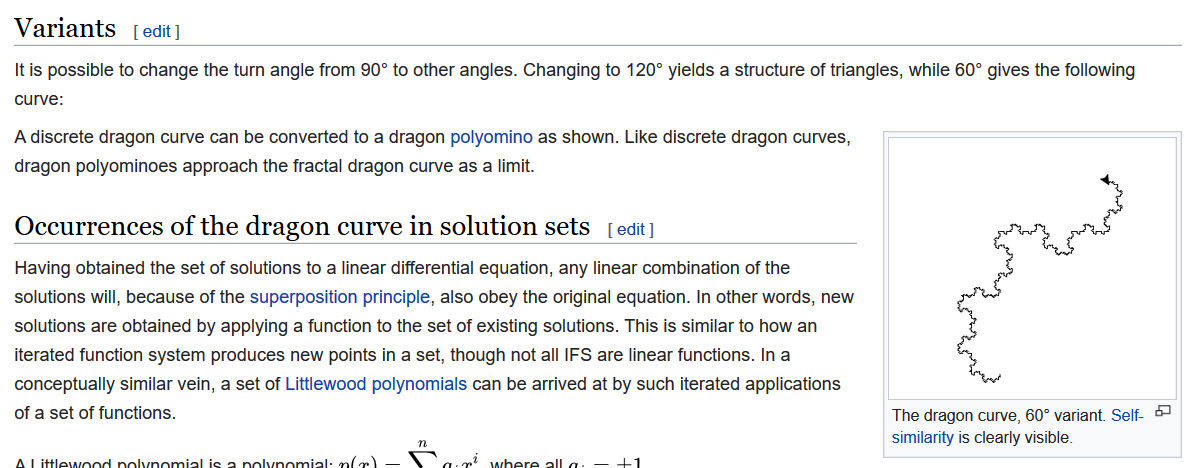 Variants [ edit ]
It is possible to change the turn angle from 90° to other angles. Changing to 120° yields a structure of triangles, while 60° gives the following
curve:
A discrete dragon curve can be converted to a dragon polyomino as shown. Like discrete dragon curves,
dragon polyominoes approach the fractal dragon curve as a limit.
Occurrences of the dragon curve in solution sets [ edit ]
Having obtained the set of solutions to a linear differential equation, any linear combination of the
solutions will, because of the superposition principle, also obey the original equation. In other words, new
solutions are obtained by applying a function to the set of existing solutions. This is similar to how an
iterated function system produces new points in a set, though not all IFS are linear functions. In a
conceptually similar vein, a set of Littlewood polynomials can be arrived at by such iterated applications
of a set of functions.
A Littlewood polynomial is a polynomial: p(x) = ∑ⁿ aᵢxⁱ where all aᵢ = ±1
The dragon curve, 60° variant. Self-
similarity is clearly visible.